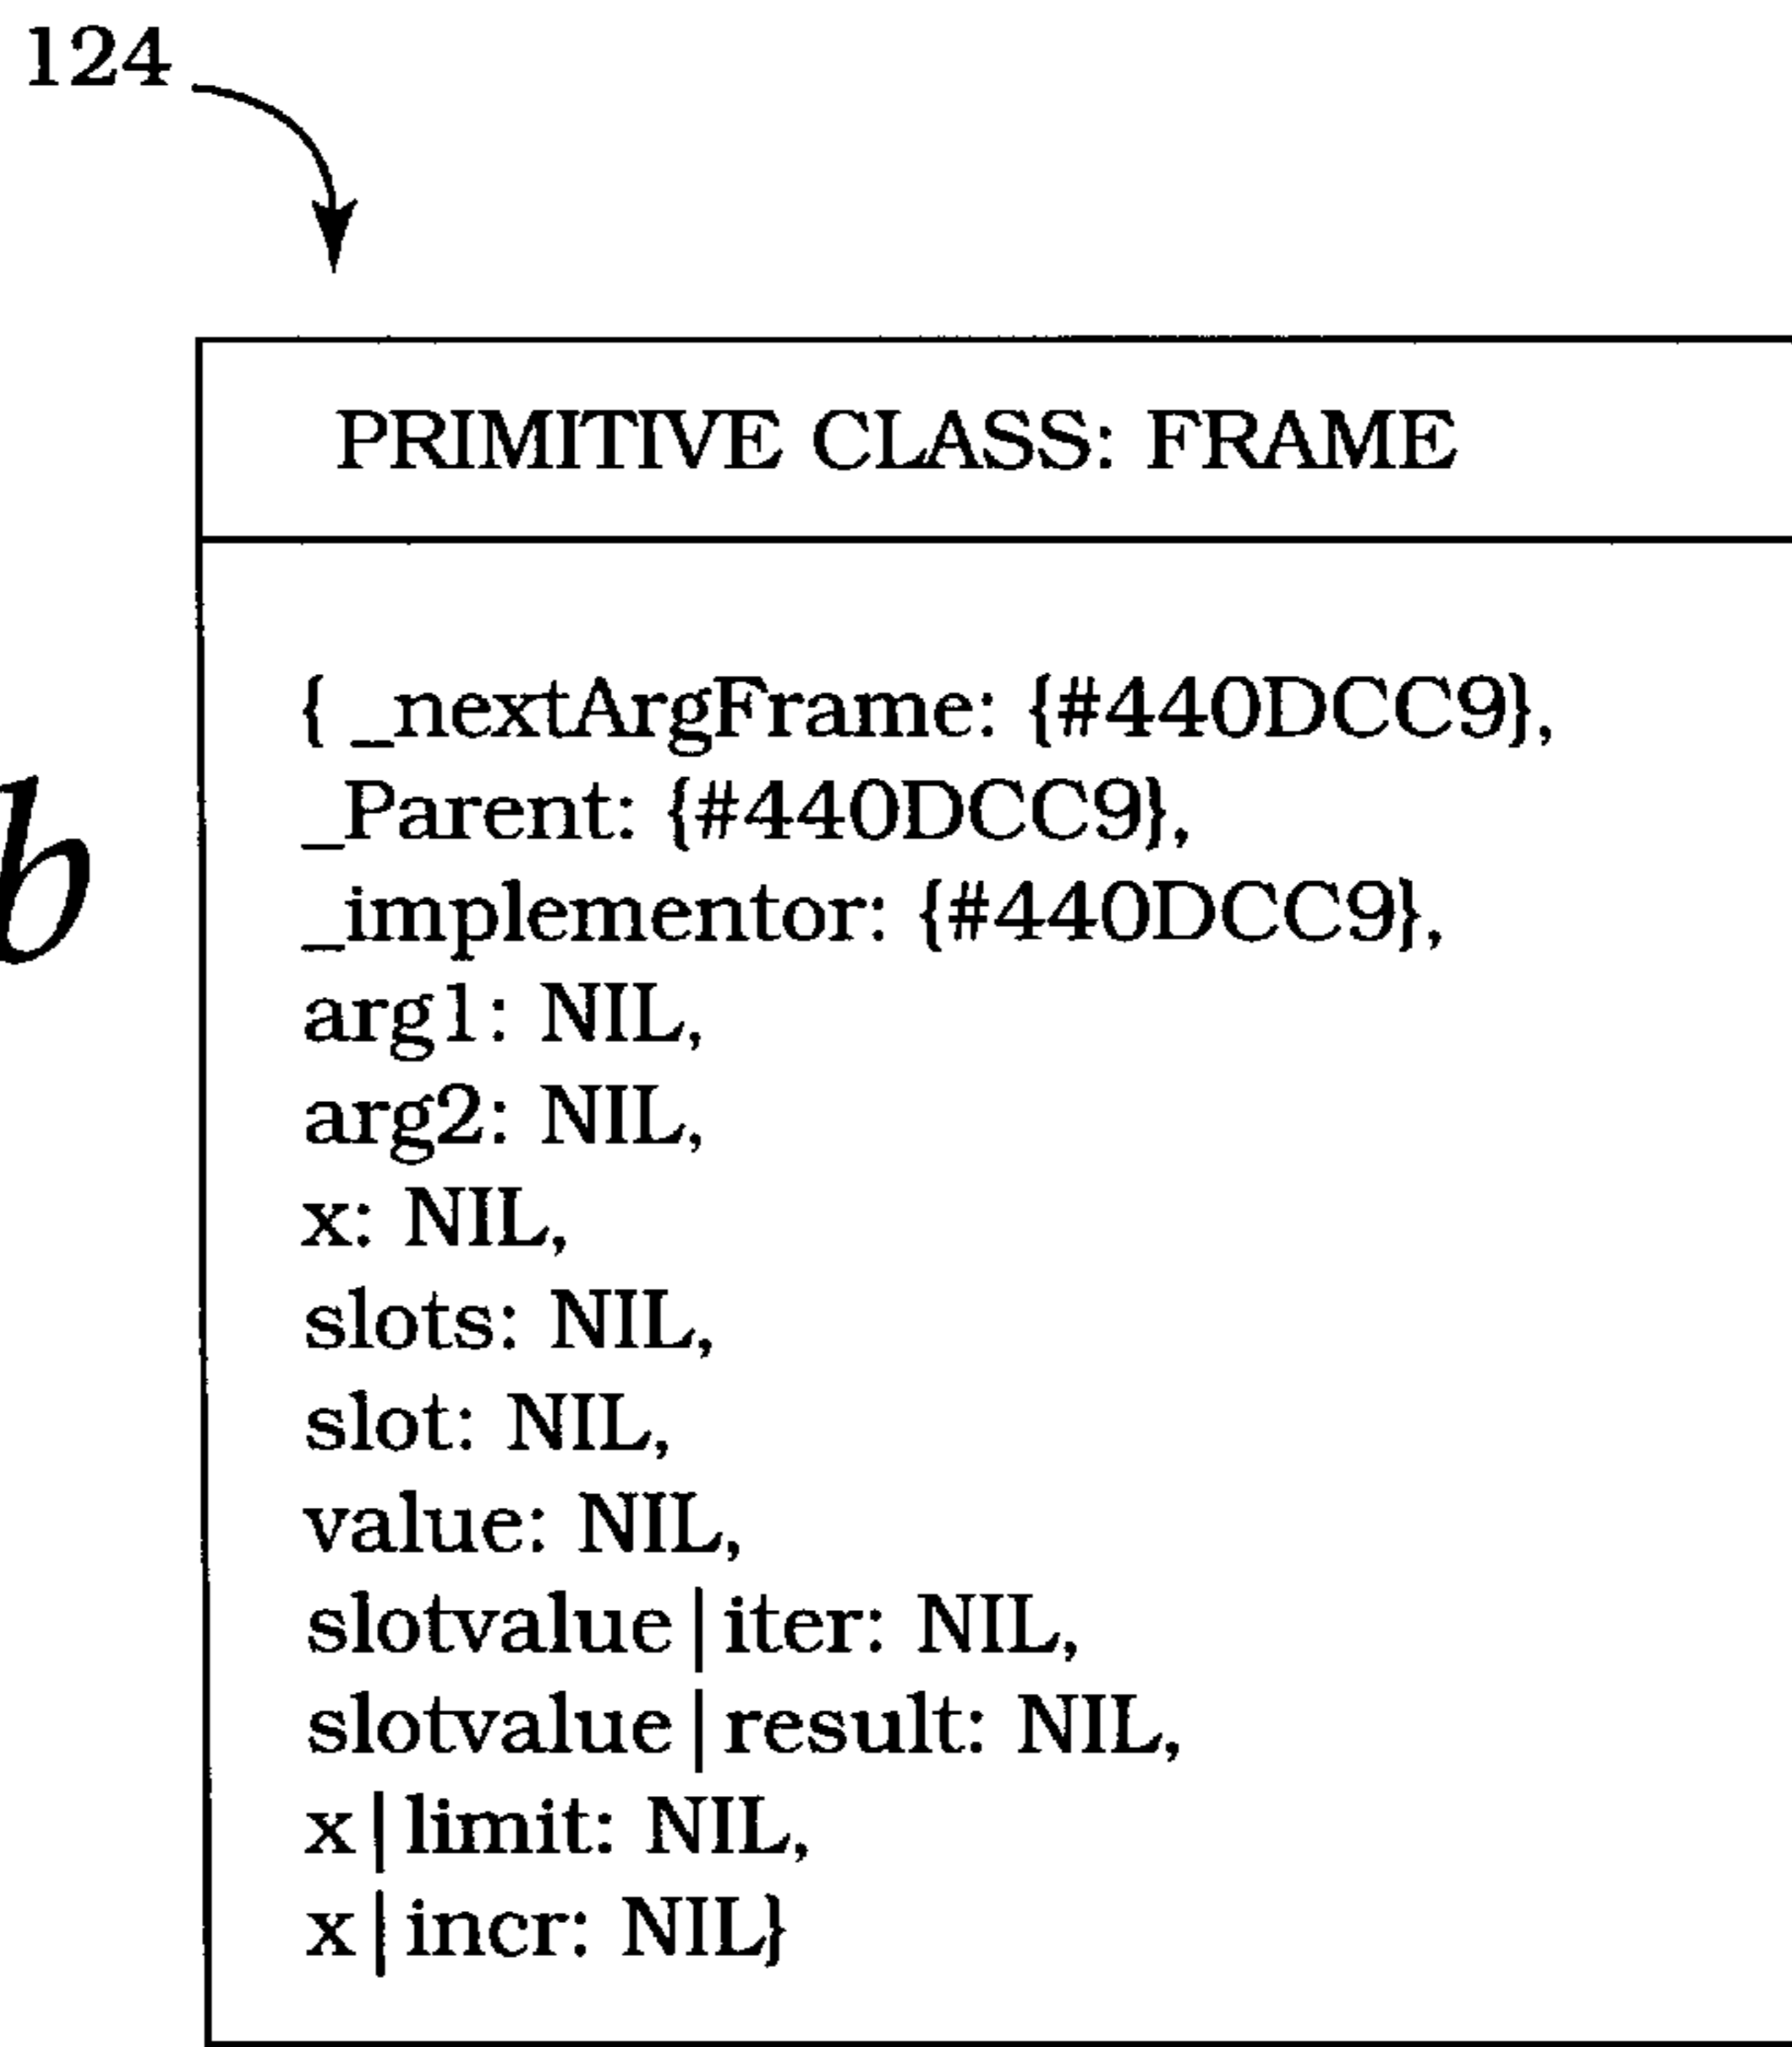 124
PRIMITIVE CLASS: FRAME
{ _nextArgFrame: {#440DCC9},
_Parent: {#440DCC9},
_implementor: {#440DCC9},
b
arg1: NIL,
arg2: NIL,
x: NIL,
slots: NIL,
slot: NIL,
value: NIL,
slotvalue|iter: NIL,
slotvalue|result: NIL,
x|limit: NIL,
x|incr: NIL}